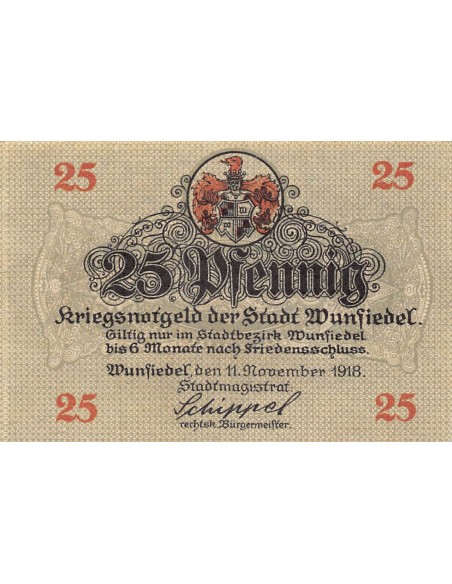 25 25
25 Pfennig
Kriegsnotgeld der Stadt Wunsiedel.
Giltig nur im Stadtbezirk Wunsiedel
bis 6 Monate nach Friedensschluss.
Wunsiedel, den 11. November 1918.
Stadtmagistrat:
Schippel
rechtsk. Bürgermeister.
25 25